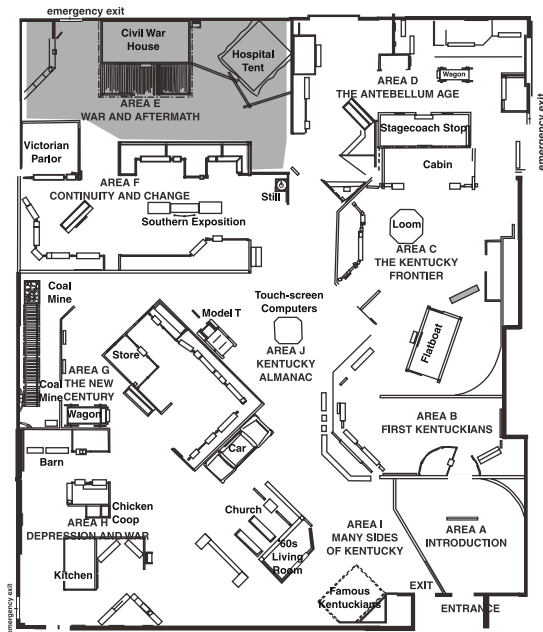 emergency exit
Civil War
House
Hospital
Tent
AREA E
WAR AND AFTERMATH
AREA D
THE ANTEBELLUM AGE
Wagon
emergency exit
Stagecoach Stop
Cabin
Victorian
Parlor
AREA F
CONTINUITY AND CHANGE
Still
Southern Exposition
Loom
AREA C
THE KENTUCKY
FRONTIER
Coal
Mine
Touch-screen
Computers
Model T
Flatboat
AREA J
KENTUCKY
ALMANAC
Store
AREA G
THE NEW
CENTURY
Coal
Mine
Wagon
AREA B
FIRST KENTUCKIANS
Car
Barn
Chicken
Coop
AREA H
DEPRESSION AND WAR
Church
'60s
Living
Room
AREA I
MANY SIDES
OF KENTUCKY
AREA A
INTRODUCTION
Kitchen
Famous
Kentuckians
EXIT
ENTRANCE
emergency exit